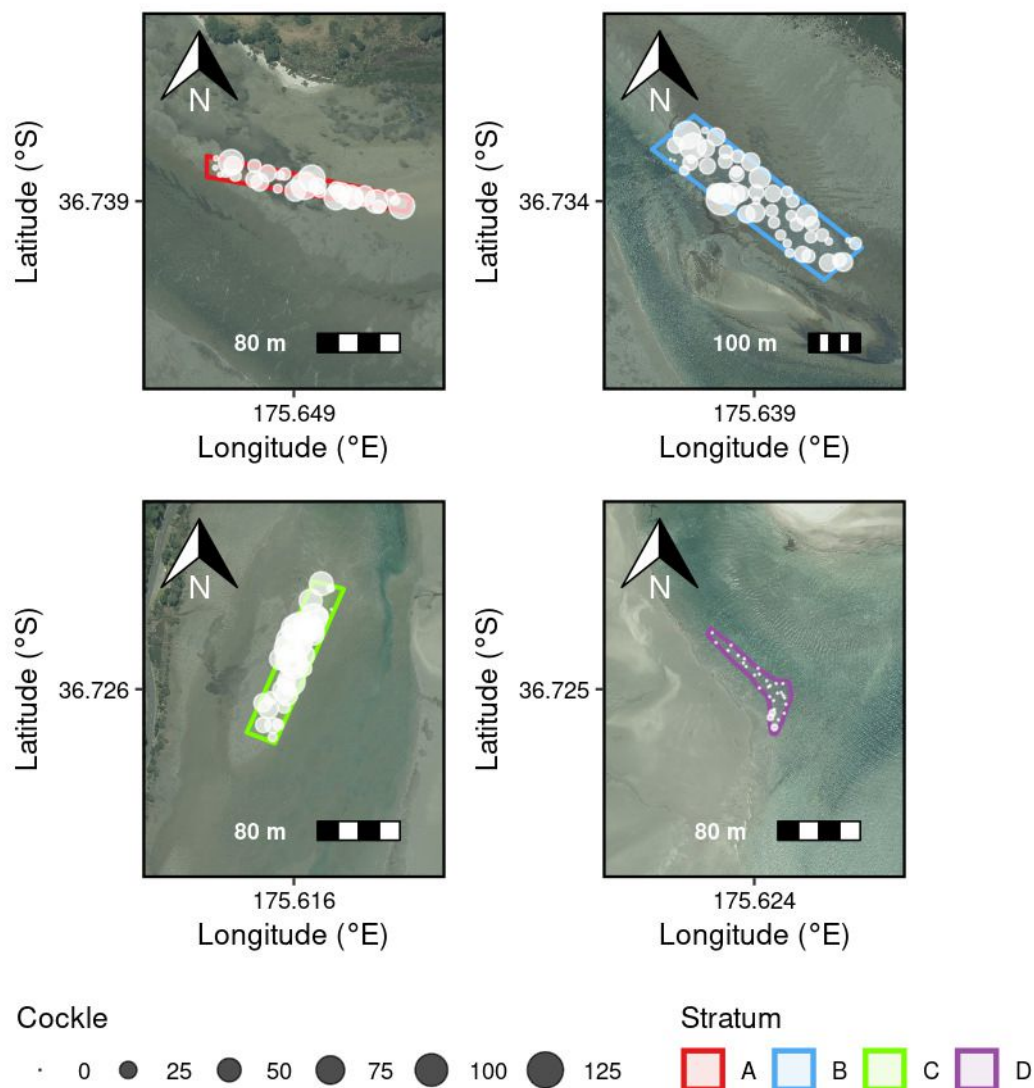 N
N
Latitude (°S)
36.739
80 m
175.649
Longitude (°E)
Latitude (°S)
36.734
100 m
175.639
Longitude (°E)
N
N
Latitude (°S)
36.726
80 m
175.616
Longitude (°E)
Latitude (°S)
36.725
80 m
175.624
Longitude (°E)
Cockle
0 25 50 75 100 125
Stratum
A B C D